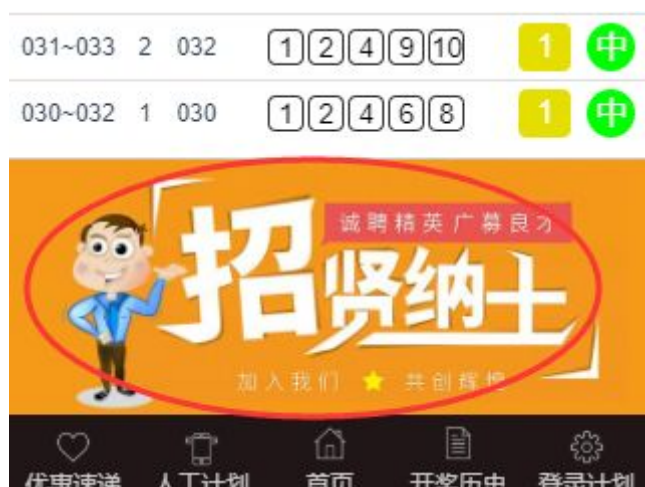 031~033 2 032 1 2 4 9 10 1 中
030~032 1 030 1 2 4 6 8 1 中
诚聘精英广募良才
招贤纳士
加入我们 ★ 共创辉煌
优惠速递 人工计划 首页 开奖历史 登录计划